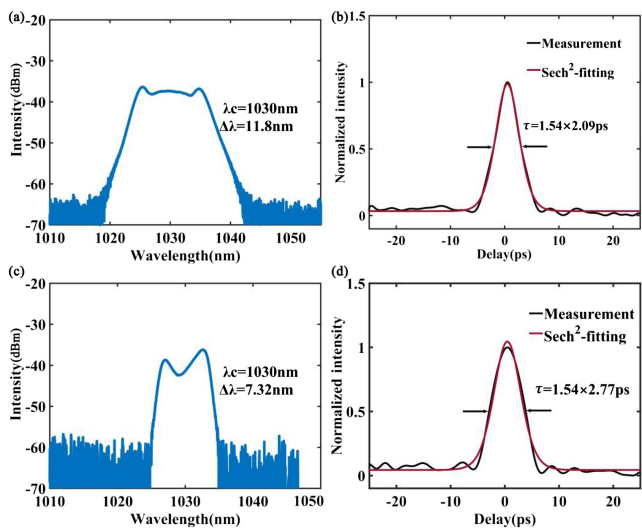 (a)
-20
-30
-40
-50
-60
-70
Intensity(dBm)
λc=1030nm
Δλ=11.8nm
1010 1020 1030 1040 1050
Wavelength(nm)
(b)
1.5
1
0.5
0
Normalized intensity
Measurement
Sech²-fitting
τ=1.54×2.09ps
-20 -10 0 10 20
Delay(ps)
(c)
-20
-30
-40
-50
-60
-70
Intensity(dBm)
λc=1030nm
Δλ=7.32nm
1010 1020 1030 1040 1050
Wavelength(nm)
(d)
1.5
1
0.5
0
Normalized intensity
Measurement
Sech²-fitting
τ=1.54×2.77ps
-20 -10 0 10 20
Delay(ps)